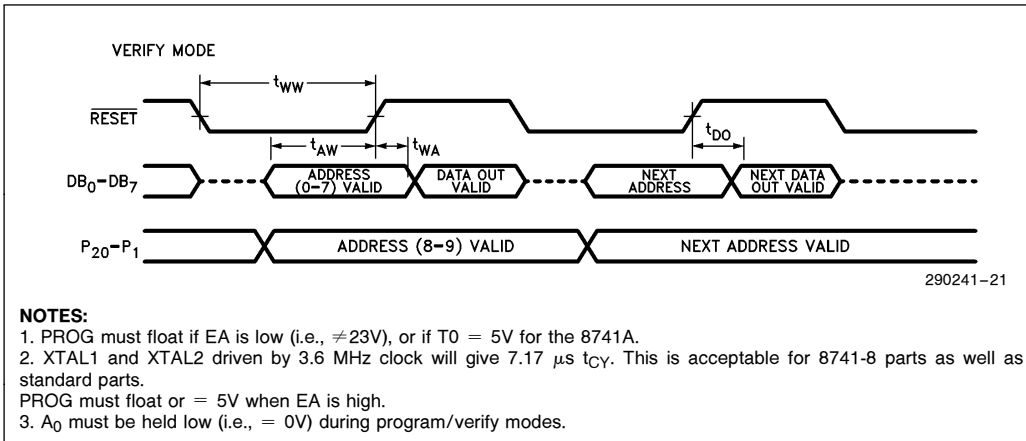 VERIFY MODE
tWW
RESET
tAW
tWA
tDO
DB0–DB7
ADDRESS
(0–7) VALID
DATA OUT
VALID
NEXT
ADDRESS
NEXT DATA
OUT VALID
P20–P1
ADDRESS (8–9) VALID
NEXT ADDRESS VALID
290241–21
NOTES:
1. PROG must float if EA is low (i.e., ≠23V), or if T0 = 5V for the 8741A.
2. XTAL1 and XTAL2 driven by 3.6 MHz clock will give 7.17 μs tCY. This is acceptable for 8741-8 parts as well as
standard parts.
PROG must float or = 5V when EA is high.
3. A0 must be held low (i.e., = 0V) during program/verify modes.